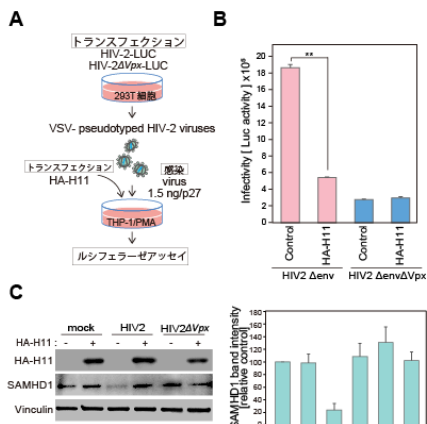 A
トランスフェクション
HIV-2-LUC
HIV-2ΔVpx-LUC
293T 細胞
VSV- pseudotyped HIV-2 viruses
トランスフェクション
HA-H11
感染
virus
1.5 ng/p27
THP-1/PMA
ルシフェラーゼアッセイ
B
Infectivity [ Luc activity] x10⁶
20
18
16
14
12
10
8
6
4
2
0
**
Control
HA-H11
Control
HA-H11
HIV2 Δenv
HIV2 ΔenvΔVpx
C
mock HIV2 HIV2ΔVpx
HA-H11 : - + - + - +
HA-H11
SAMHD1
Vinculin
SAMHD1 band intensity
[relative control]
180
160
140
120
100
80
60
40
20
0